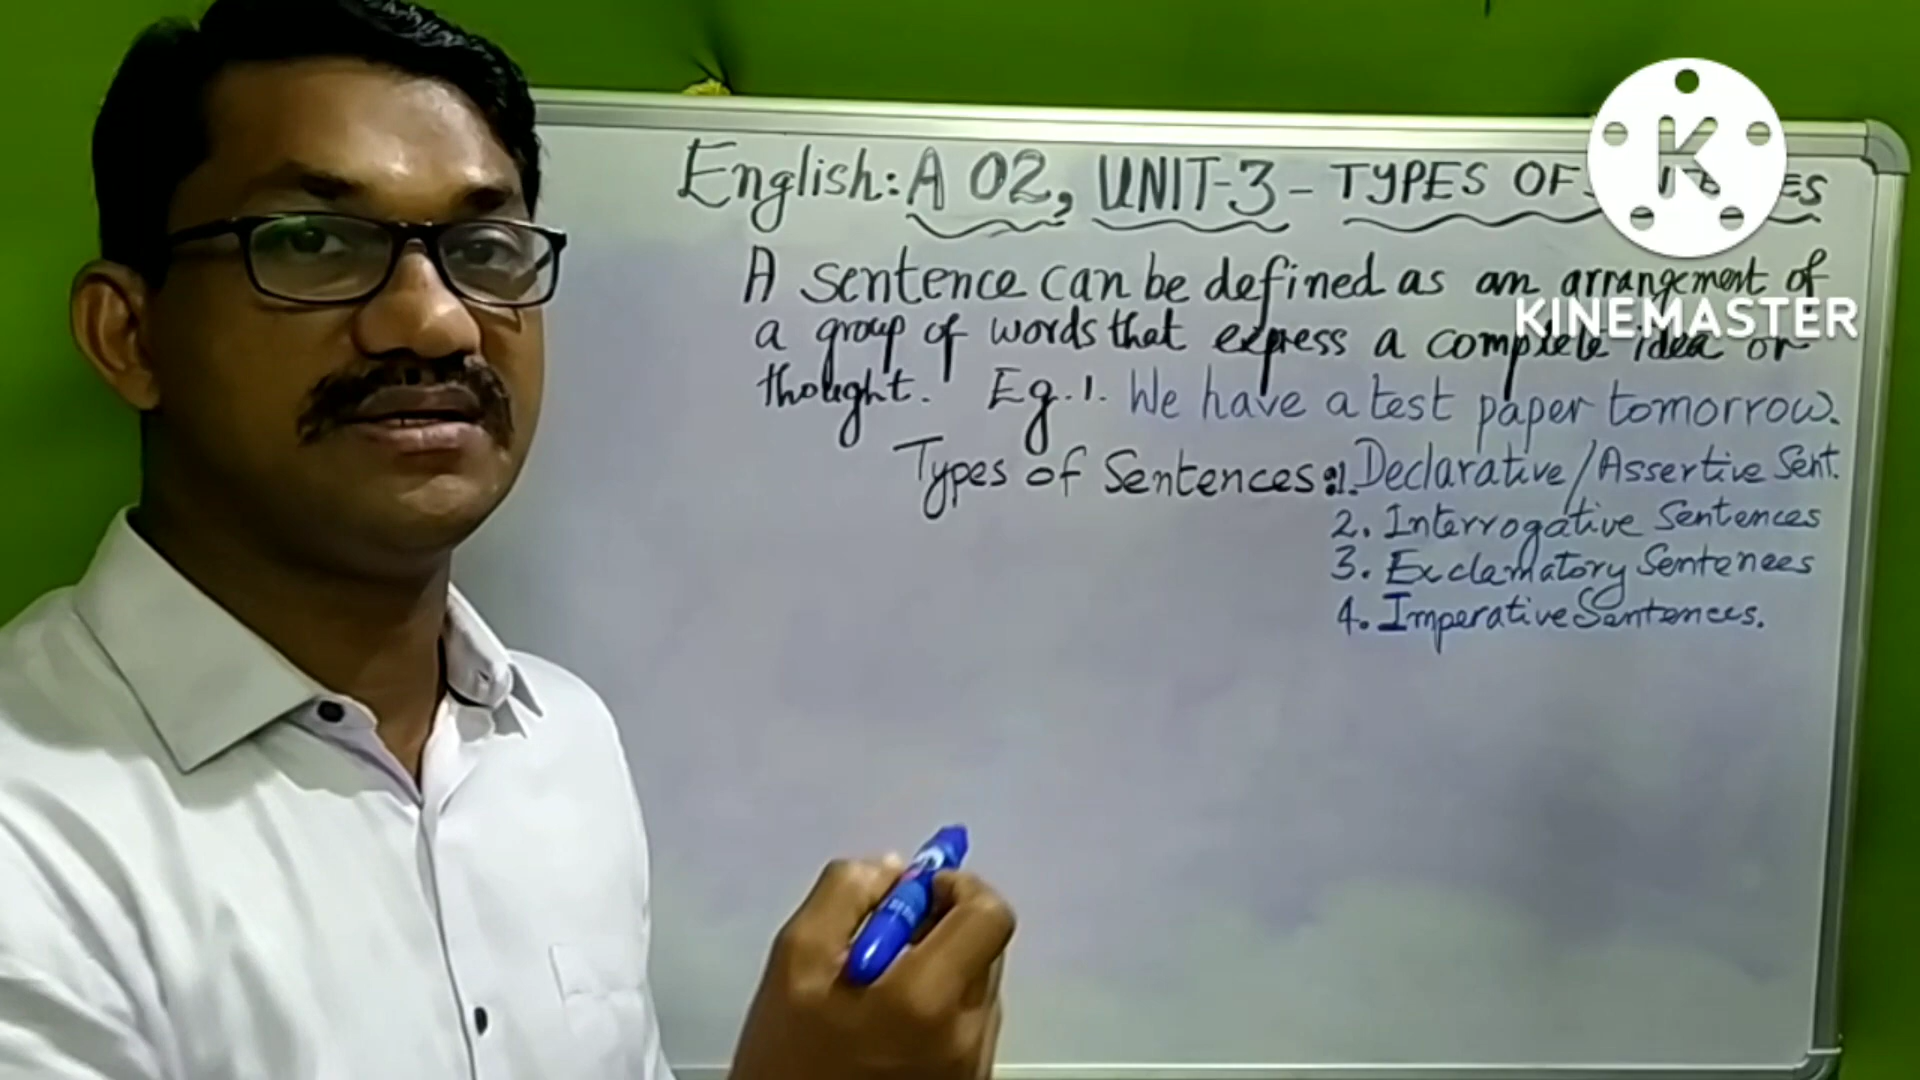 English: A 02, UNIT-3 - TYPES OF
A sentence can be defined as an arrangement of
a group of words that express a complete idea or
thought. Eg.1. We have a test paper tomorrow.
Types of Sentences: 1. Declarative/Assertive Sent.
2. Interrogative Sentences
3. Exclamatory Sentences
4. Imperative Sentences.
K
KINEMASTER